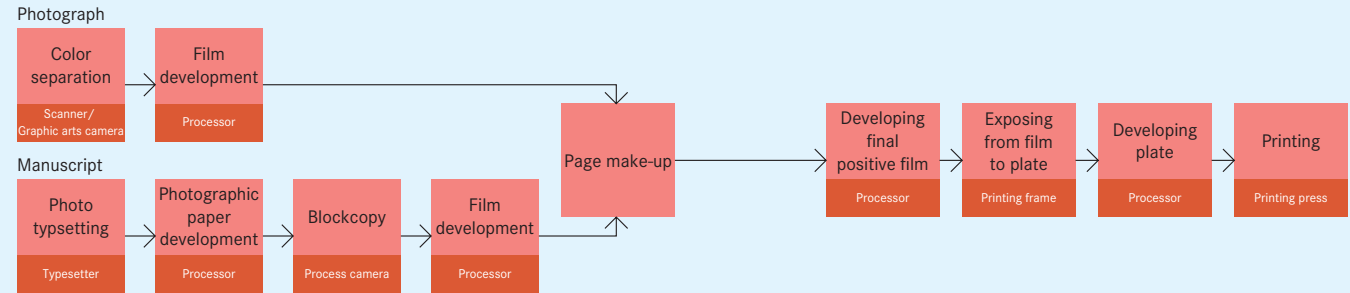 Photograph
Color
separation
Scanner/
Graphic arts camera
Film
development
Processor
Manuscript
Photo
typsetting
Typesetter
Photographic
paper
development
Processor
Blockcopy
Process camera
Film
development
Processor
Page make-up
Developing
final
positive film
Processor
Exposing
from film
to plate
Printing frame
Developing
plate
Processor
Printing
Printing press